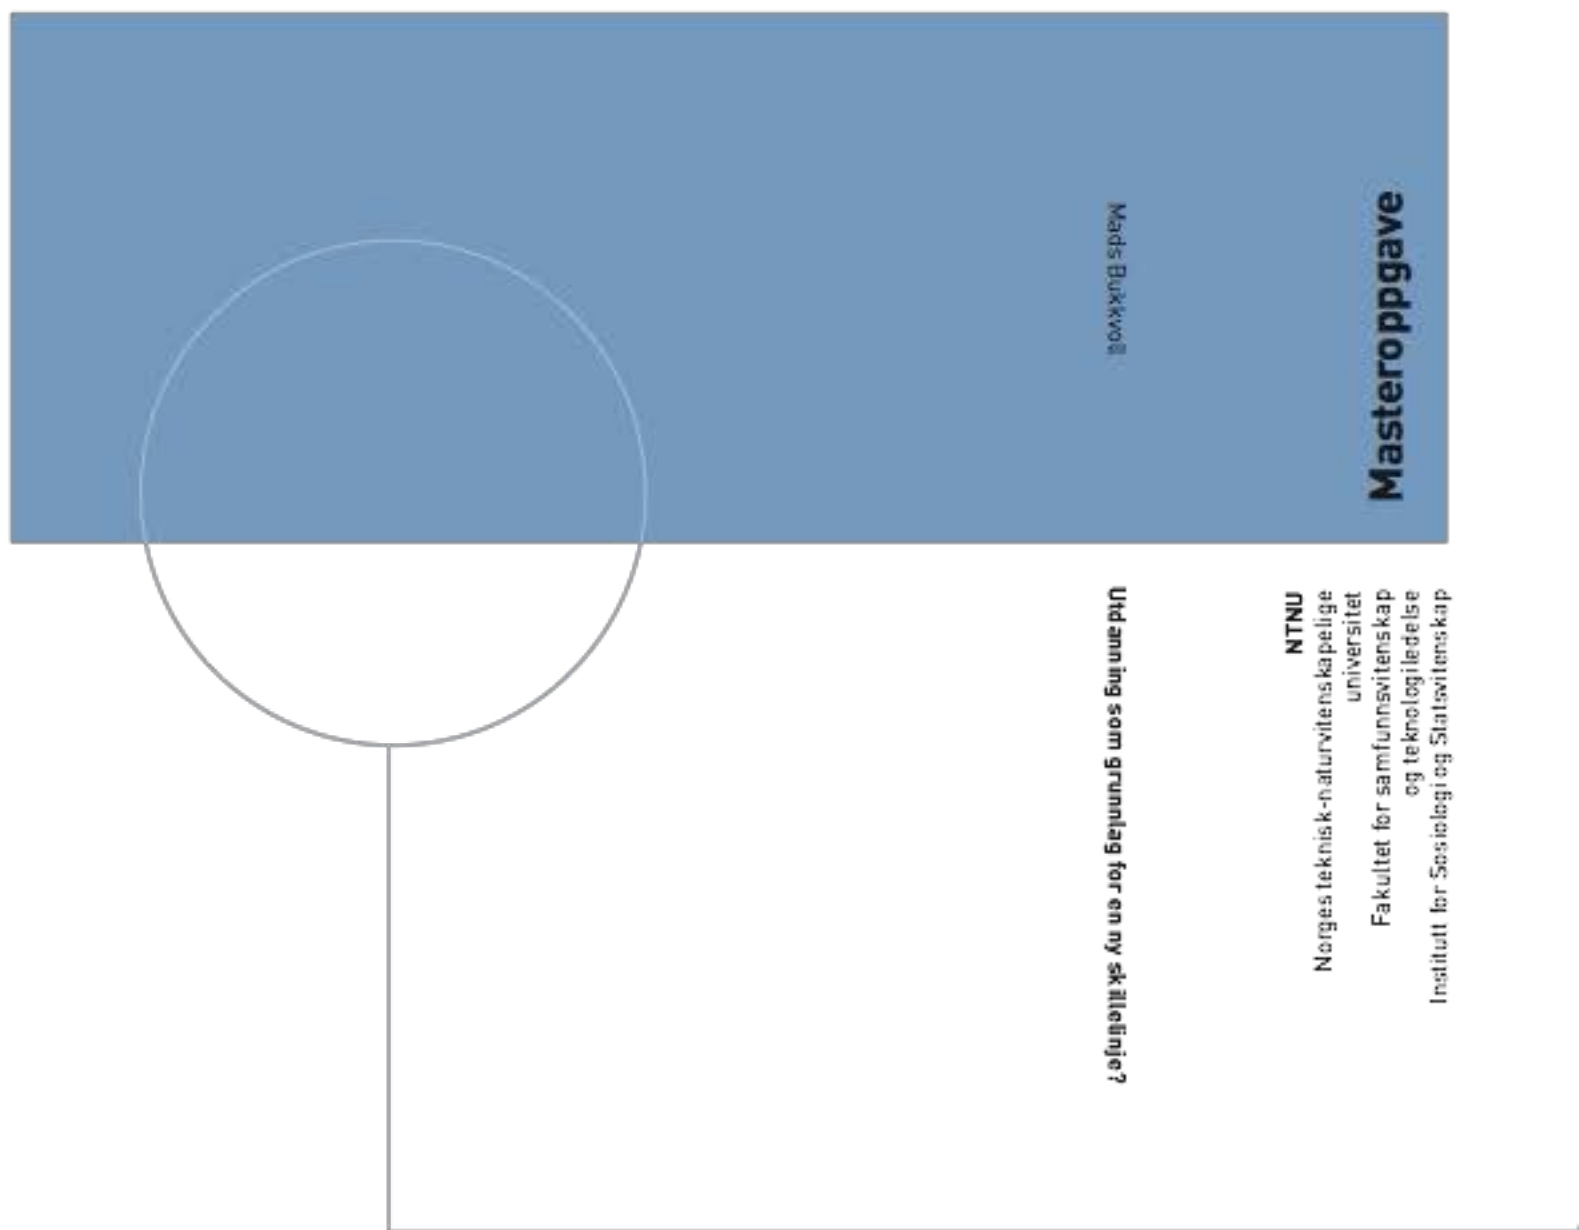 Mads Bukkvoll
Utdanning som grunnlag for en ny skillelinje?
Masteroppgave
NTNU
Norges teknisk-naturvitenskapelige
universitet
Fakultet for samfunnsvitenskap
og teknologiledelse
Institutt for Sosiologi og Statsvitenskap